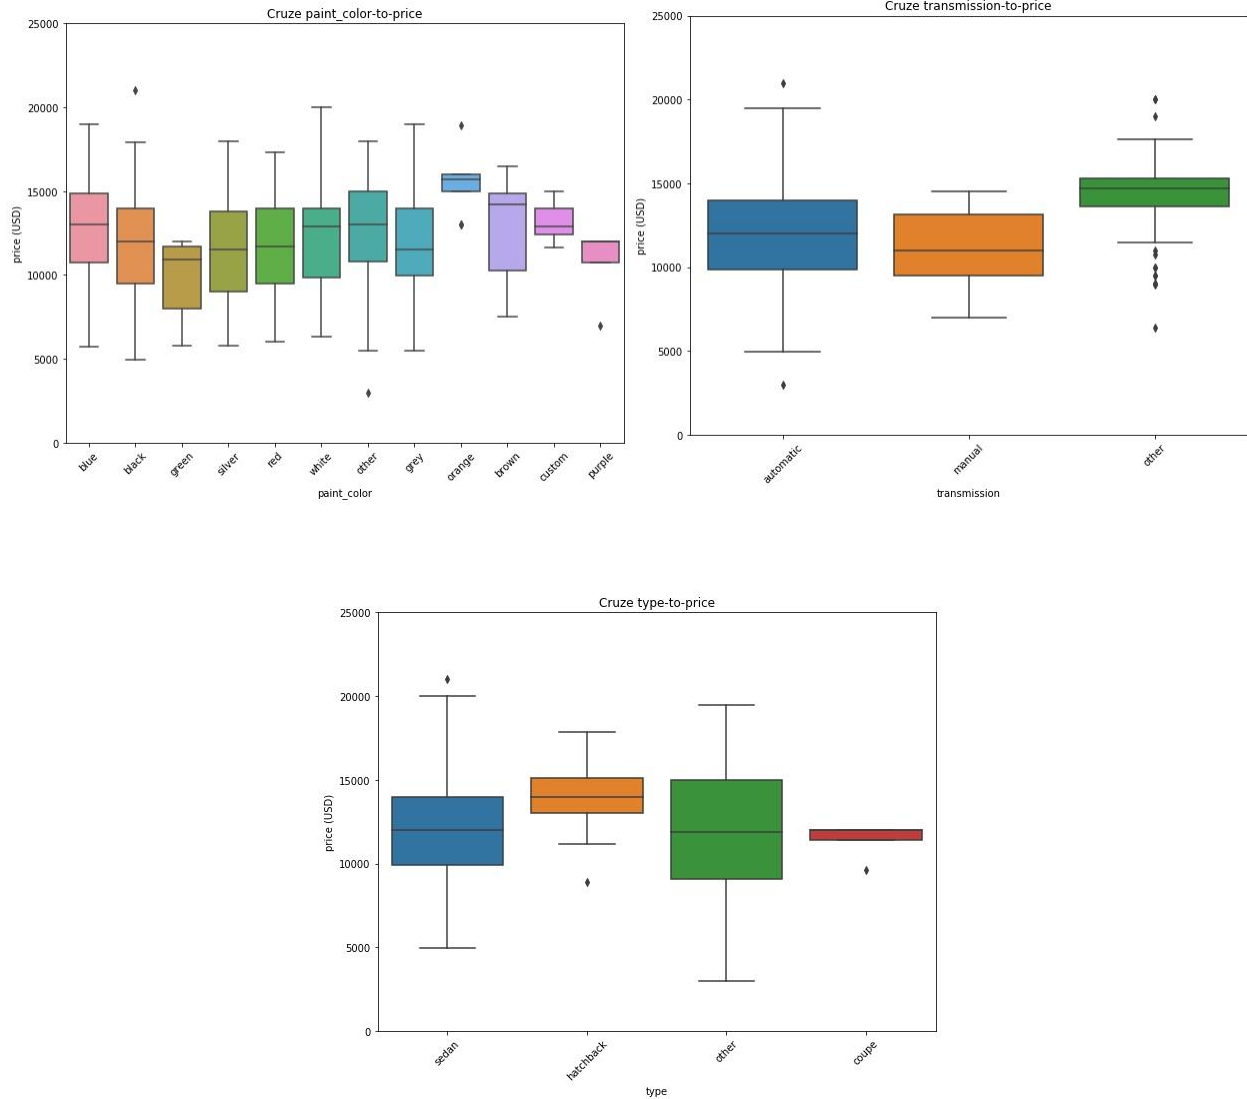 Cruze paint_color-to-price
25000
20000
15000
10000
5000
0
price (USD)
blue
black
green
silver
red
white
other
grey
orange
brown
custom
purple
paint_color
Cruze transmission-to-price
25000
20000
15000
10000
5000
0
price (USD)
automatic
manual
other
transmission
Cruze type-to-price
25000
20000
15000
10000
5000
0
price (USD)
sedan
hatchback
other
coupe
type